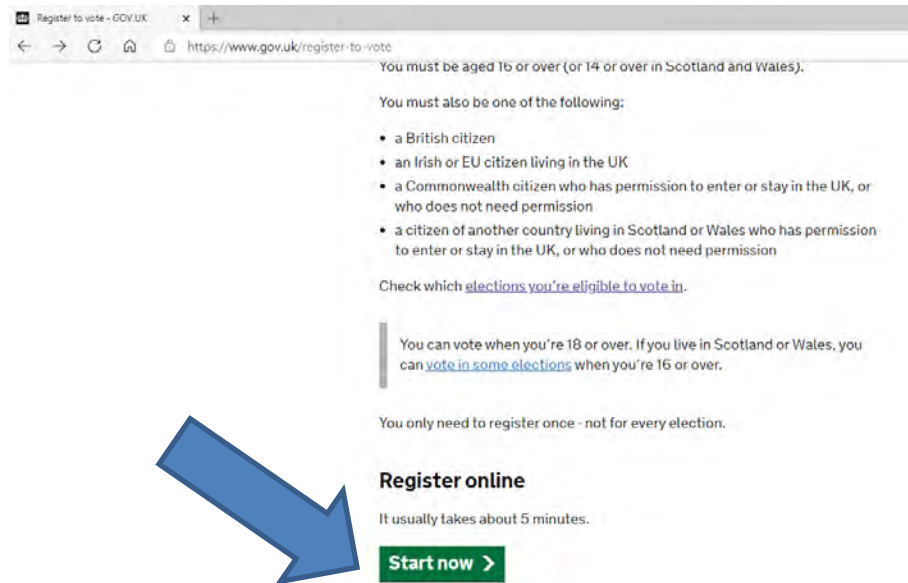 Register to vote - GOV.UK
https://www.gov.uk/register-to-vote
You must be aged 16 or over (or 14 or over in Scotland and Wales).
You must also be one of the following:
• a British citizen
• an Irish or EU citizen living in the UK
• a Commonwealth citizen who has permission to enter or stay in the UK, or
who does not need permission
• a citizen of another country living in Scotland or Wales who has permission
to enter or stay in the UK, or who does not need permission
Check which elections you're eligible to vote in.
You can vote when you're 18 or over. If you live in Scotland or Wales, you
can vote in some elections when you're 16 or over.
You only need to register once - not for every election.
Register online
It usually takes about 5 minutes.
Start now